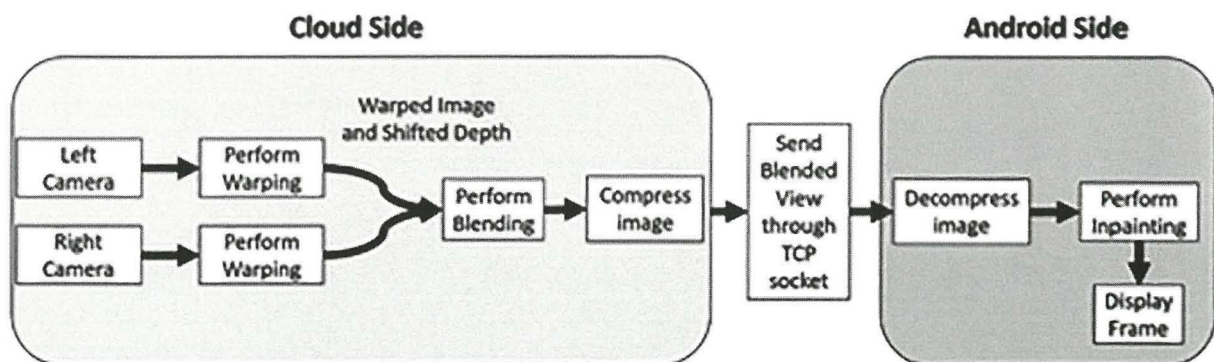 Cloud Side
Android Side
Warped Image
and Shifted Depth
Left
Camera
Perform
Warping
Right
Camera
Perform
Warping
Perform
Blending
Compress
image
Send
Blended
View
through
TCP
socket
Decompress
image
Perform
Inpainting
Display
Frame